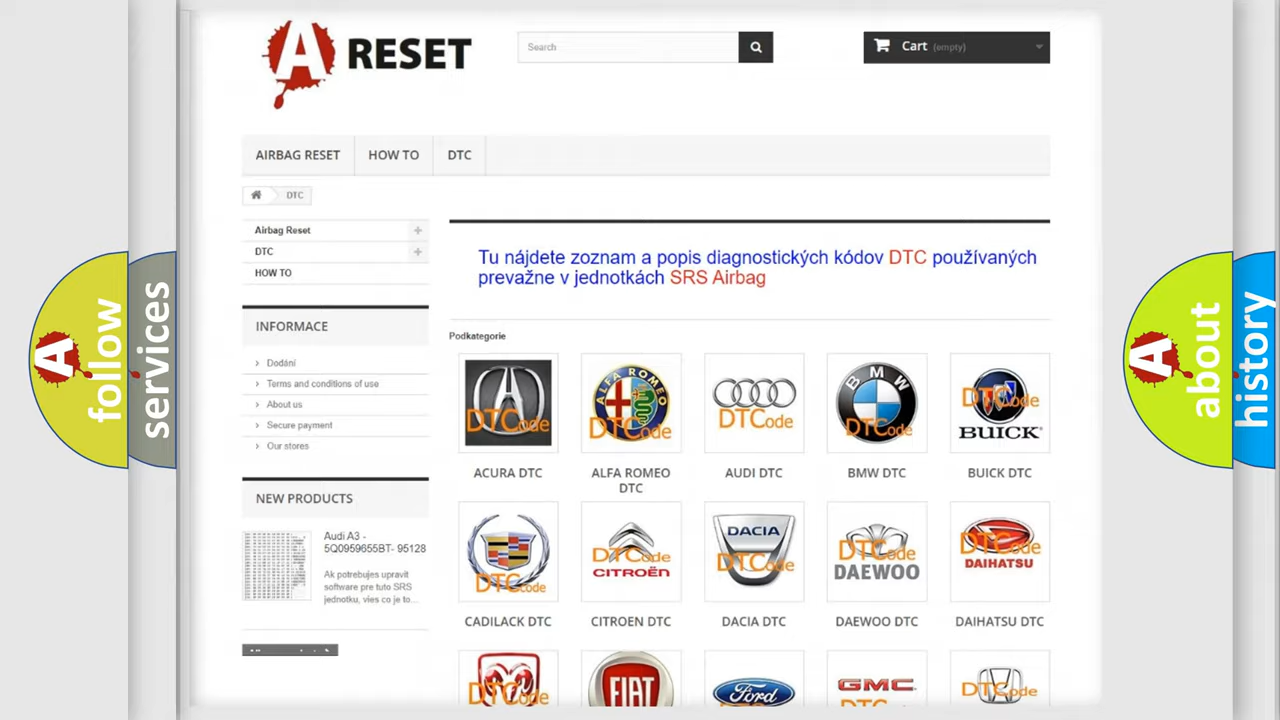 A RESET
Search
Cart (empty)
AIRBAG RESET
HOW TO
DTC
DTC
Airbag Reset
DTC
HOW TO
Tu nájdete zoznam a popis diagnostických kódov DTC používaných
prevažne v jednotkách SRS Airbag
INFORMACE
Dodání
Terms and conditions of use
About us
Secure payment
Our stores
NEW PRODUCTS
Audi A3 -
5Q0959655BT- 95128
Ak potrebujes upravit
software pre tuto SRS
jednotku, vies co je to...
Podkategorie
DTCode
ALFA ROMEO
DTCode
DTCode
BMW
DTCode
DTCode
BUICK
ACURA DTC
ALFA ROMEO
DTC
AUDI DTC
BMW DTC
BUICK DTC
DTCode
DTCode
CITROËN
DACIA
DTCode
DTCode
DAEWOO
DTCode
DAIHATSU
CADILACK DTC
CITROEN DTC
DACIA DTC
DAEWOO DTC
DAIHATSU DTC
DTCode
FIAT
Ford
GMC
DTCode
A follow
services
A about
history